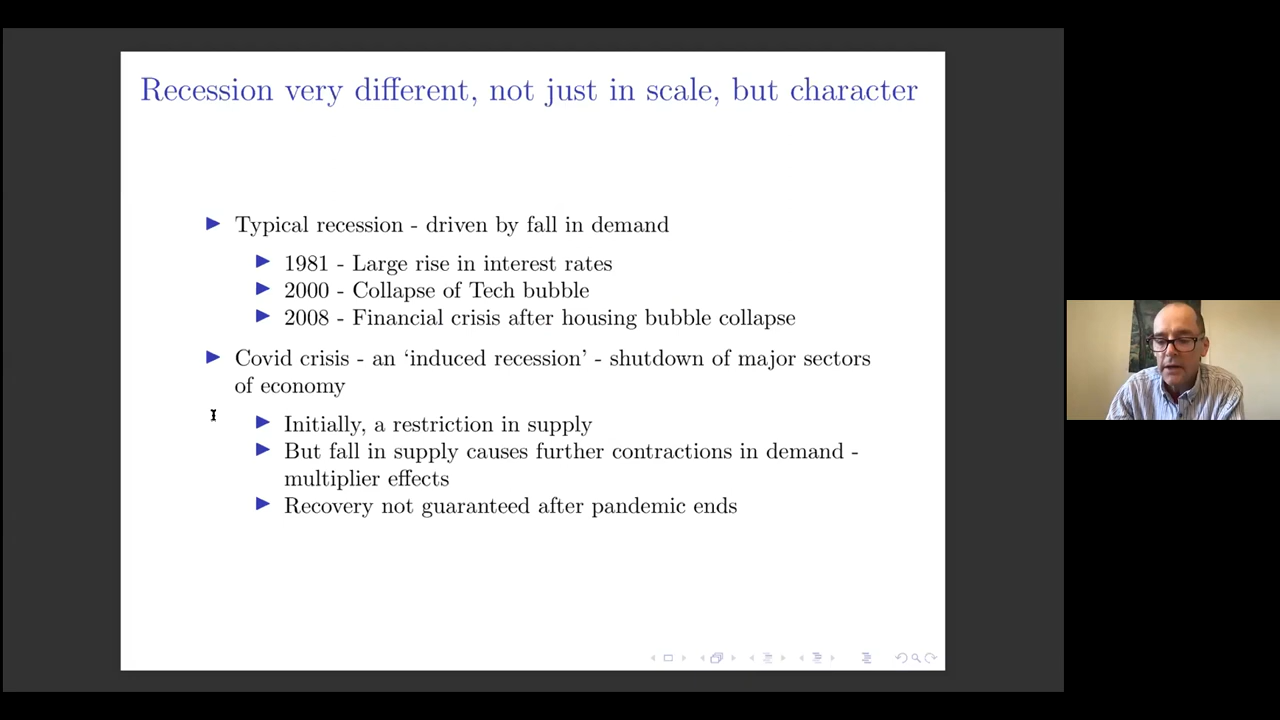 Recession very different, not just in scale, but character
Typical recession - driven by fall in demand
1981 - Large rise in interest rates
2000 - Collapse of Tech bubble
2008 - Financial crisis after housing bubble collapse
Covid crisis - an ‘induced recession’ - shutdown of major sectors
of economy
Initially, a restriction in supply
But fall in supply causes further contractions in demand -
multiplier effects
Recovery not guaranteed after pandemic ends